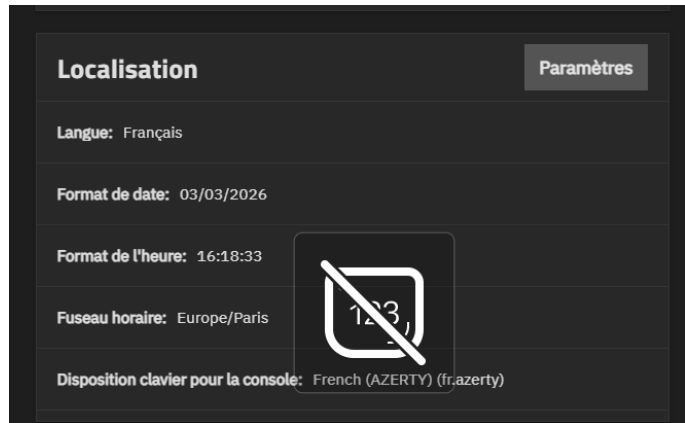 Localisation
Paramètres
Langue: Français
Format de date: 03/03/2026
Format de l'heure: 16:18:33
123
Fuseau horaire: Europe/Paris
Disposition clavier pour la console: French (AZERTY) (fr.azerty)